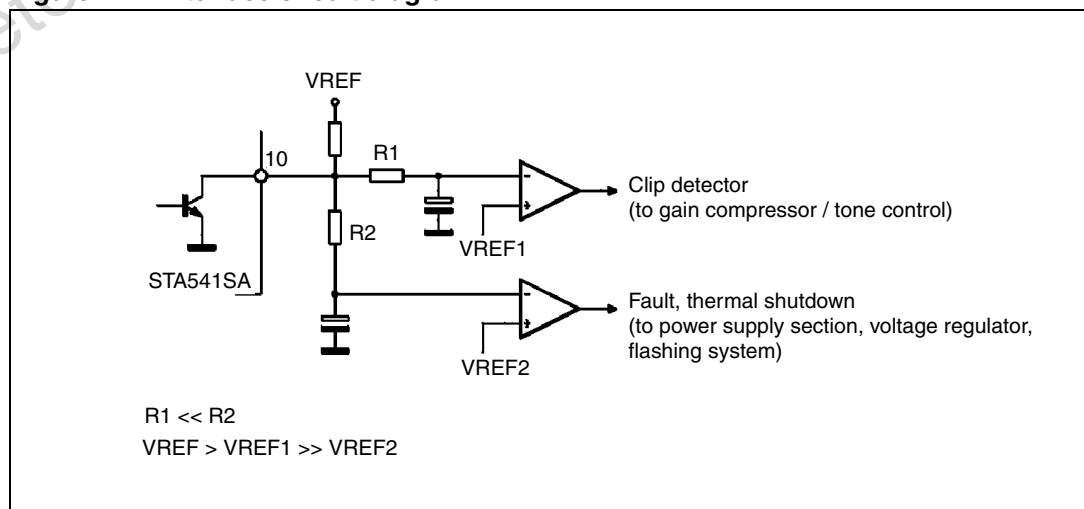 VREF
10
R1
Clip detector
(to gain compressor / tone control)
VREF1
R2
STA541SA
Fault, thermal shutdown
(to power supply section, voltage regulator,
flashing system)
VREF2
R1 << R2
VREF > VREF1 >> VREF2